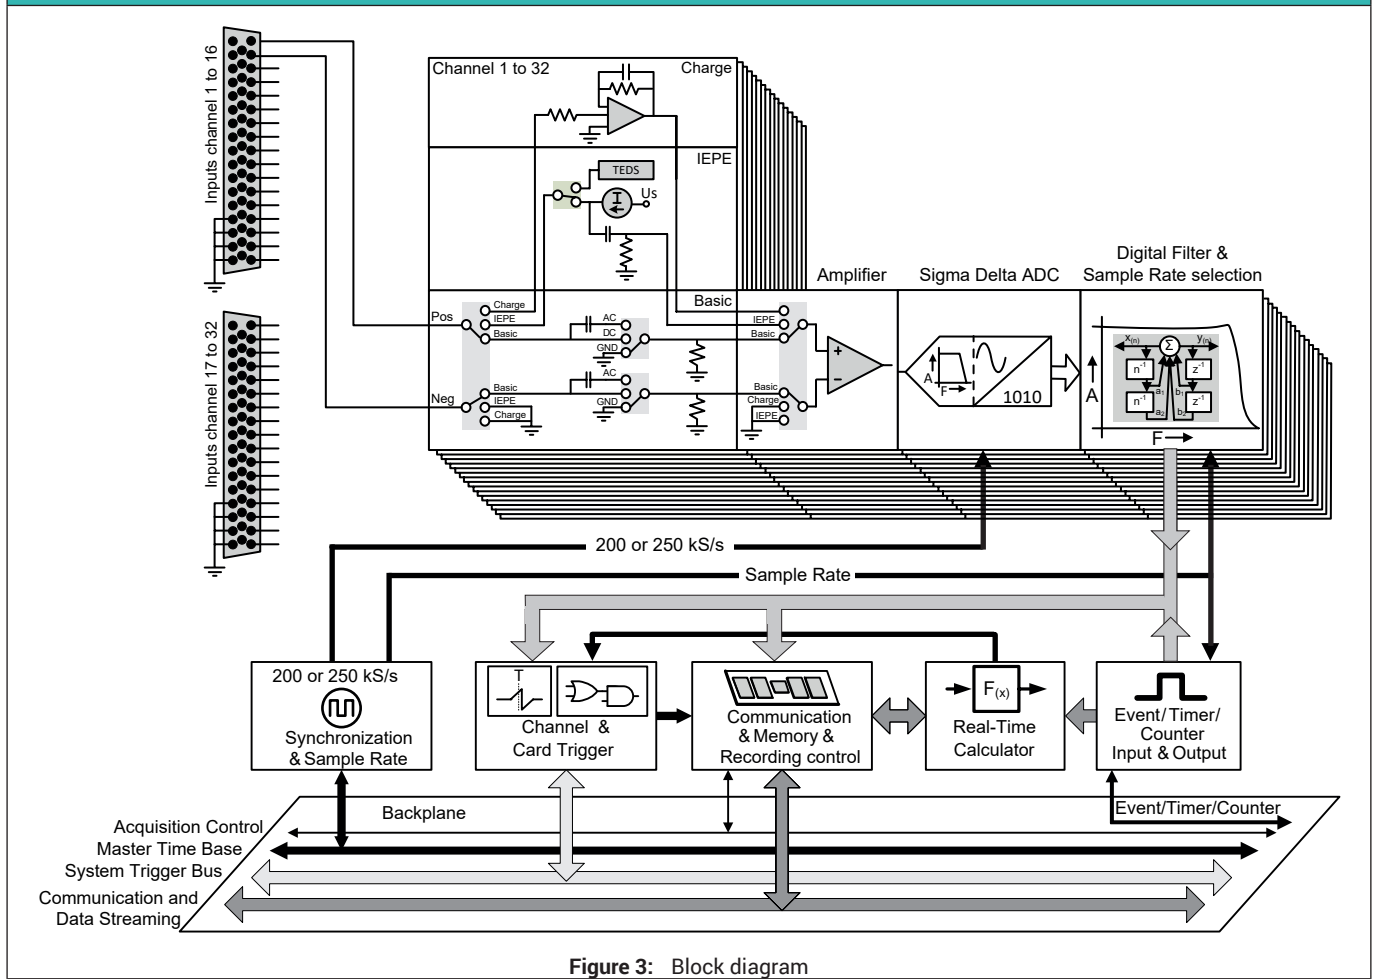 Inputs channel 1 to 16
Inputs channel 17 to 32
Channel 1 to 32
Charge
IEPE
TEDS
I
Us
Basic
Pos
Charge
IEPE
Basic
AC
DC
GND
AC
GND
Neg
Basic
IEPE
Charge
IEPE
Basic
Basic
Charge
IEPE
Amplifier
+
−
Sigma Delta ADC
A
F
1010
Digital Filter &
Sample Rate selection
A
x(n)
Σ
y(n)
n-1
z-1
a1
b1
n-1
z-1
a2
b2
F
200 or 250 kS/s
Sample Rate
200 or 250 kS/s
Synchronization
& Sample Rate
T
Channel &
Card Trigger
Communication
& Memory &
Recording control
F(x)
Real-Time
Calculator
Event/Timer/
Counter
Input & Output
Backplane
Event/Timer/Counter
Acquisition Control
Master Time Base
System Trigger Bus
Communication and
Data Streaming
Figure 3: Block diagram